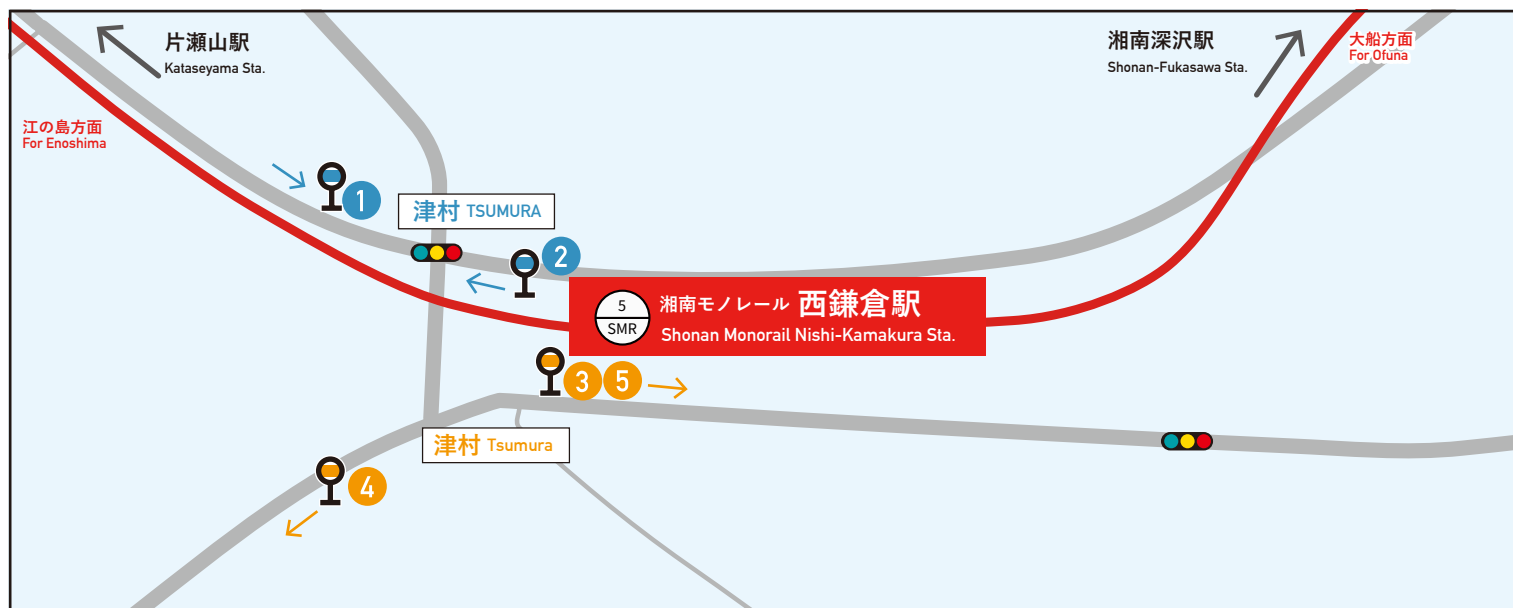 片瀬山駅
Kataseyama Sta.
湘南深沢駅
Shonan-Fukasawa Sta.
大船方面
For Ofuna
江の島方面
For Enoshima
1
津村 TSUMURA
2
5
SMR
湘南モノレール 西鎌倉駅
Shonan Monorail Nishi-Kamakura Sta.
3 5
津村 Tsumura
4